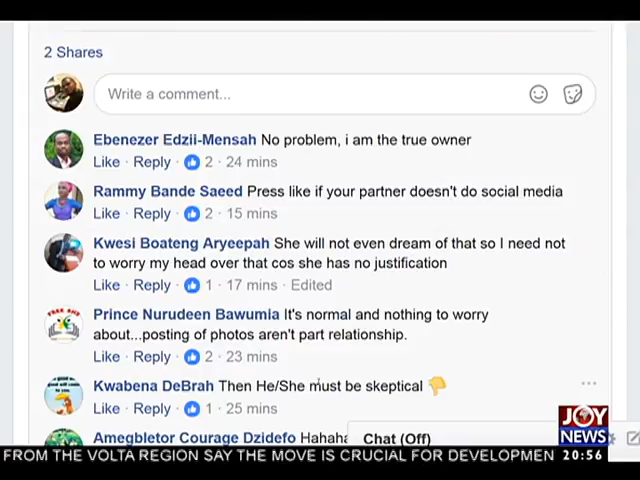 2 Shares
Write a comment...
Ebenezer Edzii-Mensah No problem, i am the true owner
Like · Reply · 2 · 24 mins
Rammy Bande Saeed Press like if your partner doesn't do social media
Like · Reply · 2 · 15 mins
Kwesi Boateng Aryeepah She will not even dream of that so I need not
to worry my head over that cos she has no justification
Like · Reply · 1 · 17 mins · Edited
Prince Nurudeen Bawumia It's normal and nothing to worry
about...posting of photos aren't part relationship.
Like · Reply · 2 · 23 mins
Kwabena DeBrah Then He/She must be skeptical 👇
Like · Reply · 1 · 25 mins
Amegbletor Courage Dzidefo Hahaha
Chat (Off)
JOY
NEWS
FROM THE VOLTA REGION SAY THE MOVE IS CRUCIAL FOR DEVELOPMEN
20:56